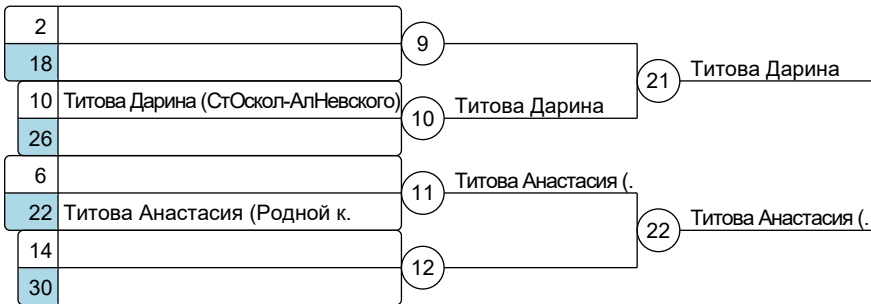 2
9
18
21 Титова Дарина
10 Титова Дарина (СтОскол-АлНевского)
10 Титова Дарина
26
6
11 Титова Анастасия (.
22 Титова Анастасия (Родной к.
22 Титова Анастасия (.
14
12
30